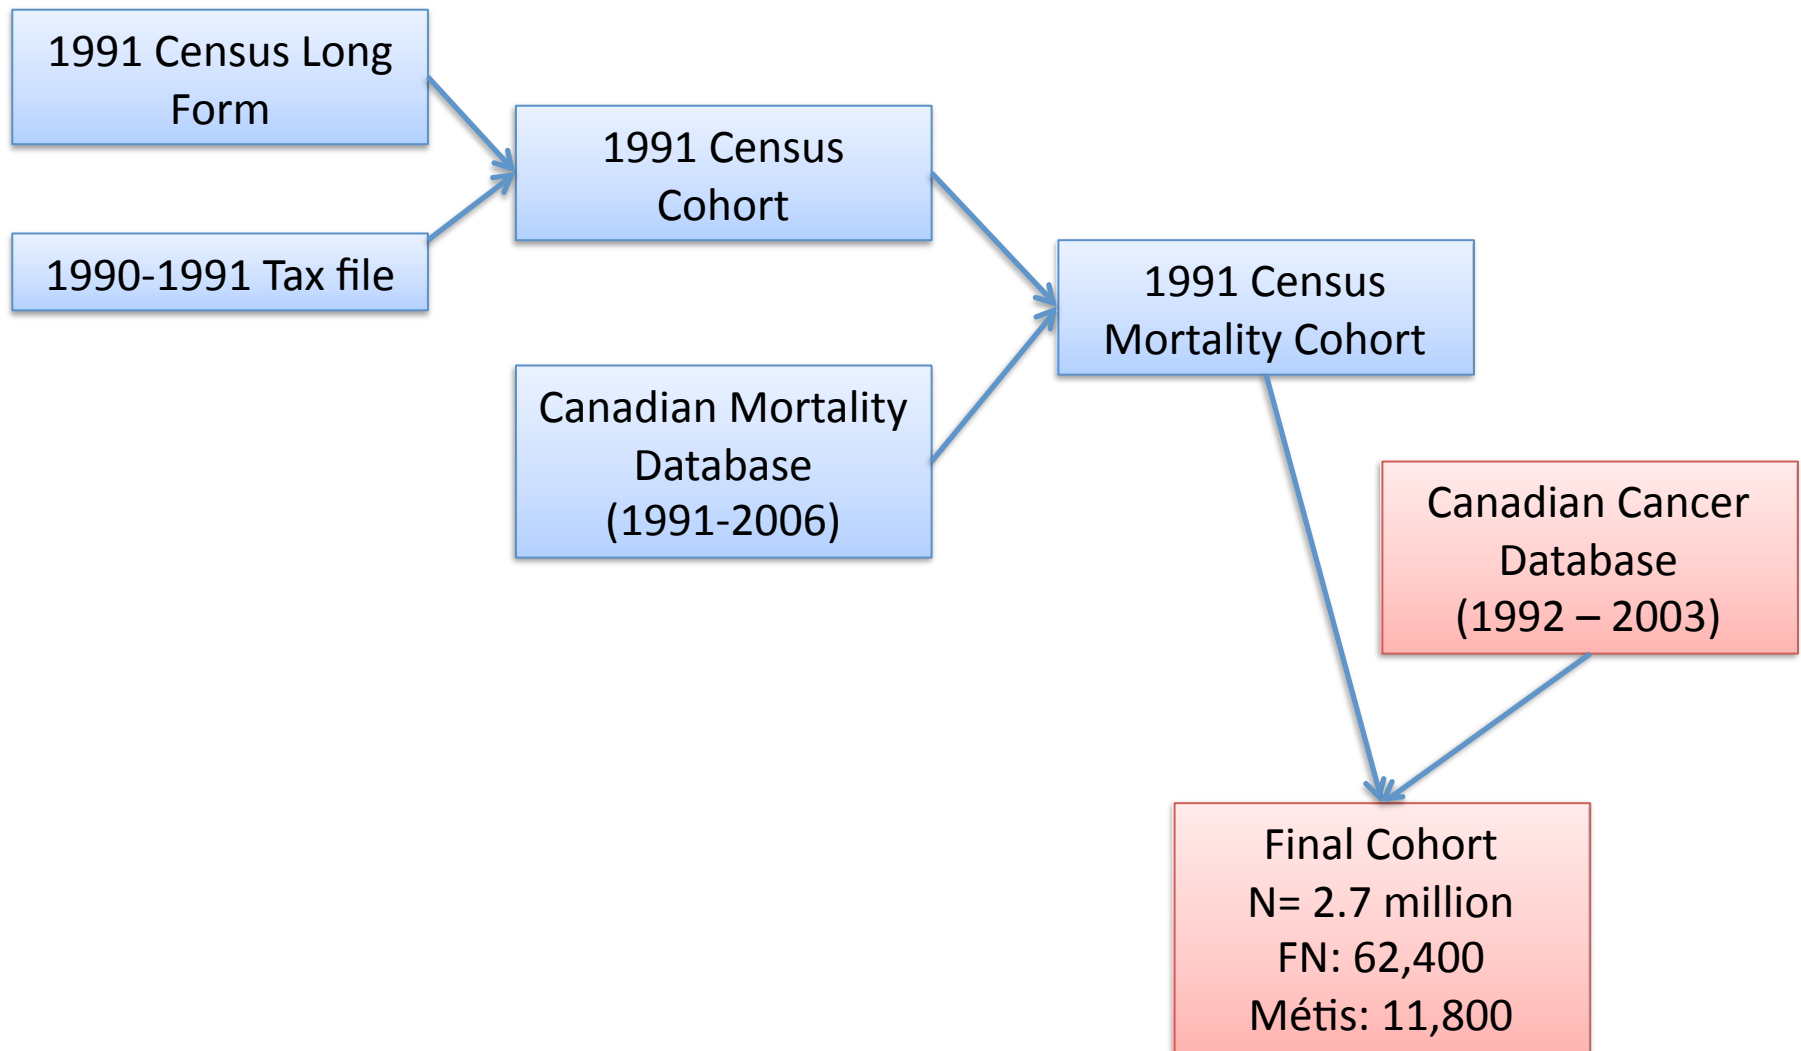 1991 Census Long
Form
1990-1991 Tax file
1991 Census
Cohort
Canadian Mortality
Database
(1991-2006)
1991 Census
Mortality Cohort
Canadian Cancer
Database
(1992 – 2003)
Final Cohort
N= 2.7 million
FN: 62,400
Métis: 11,800